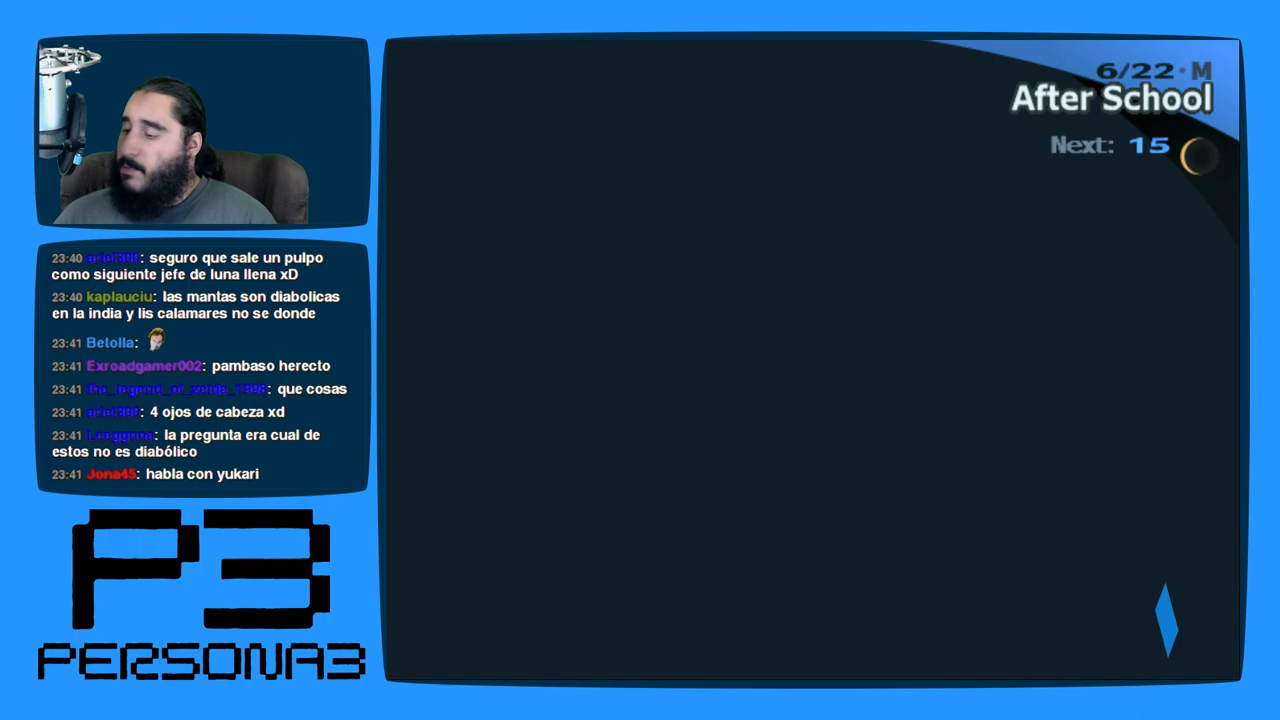 6/22·M
After School
Next: 15
23:40 ariel300: seguro que sale un pulpo
como siguiente jefe de luna llena xD
23:40 kaplauciu: las mantas son diabolicas
en la india y lis calamares no se donde
23:41 Betolla:
23:41 Exroadgamer002: pambaso herecto
23:41 the_legend_of_zelda_1998: que cosas
23:41 ariel300: 4 ojos de cabeza xd
23:41 : la pregunta era cual de
estos no es diabólico
23:41 Jona45: habla con yukari
P3
PERSONA3